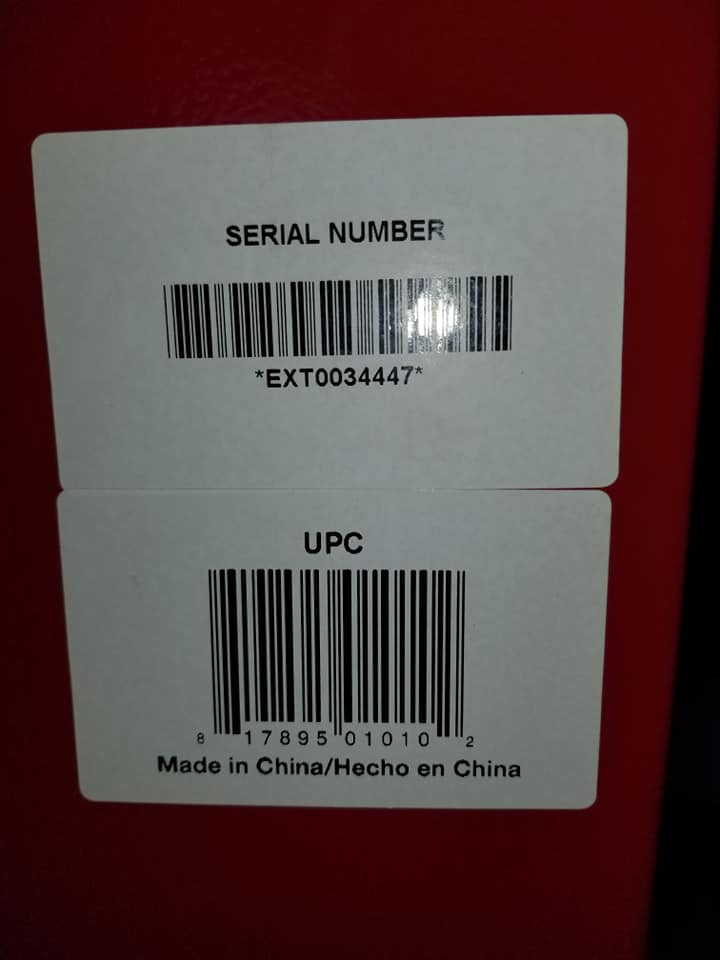 SERIAL NUMBER
*EXT0034447*
UPC
8 17895 01010 2
Made in China/Hecho en China